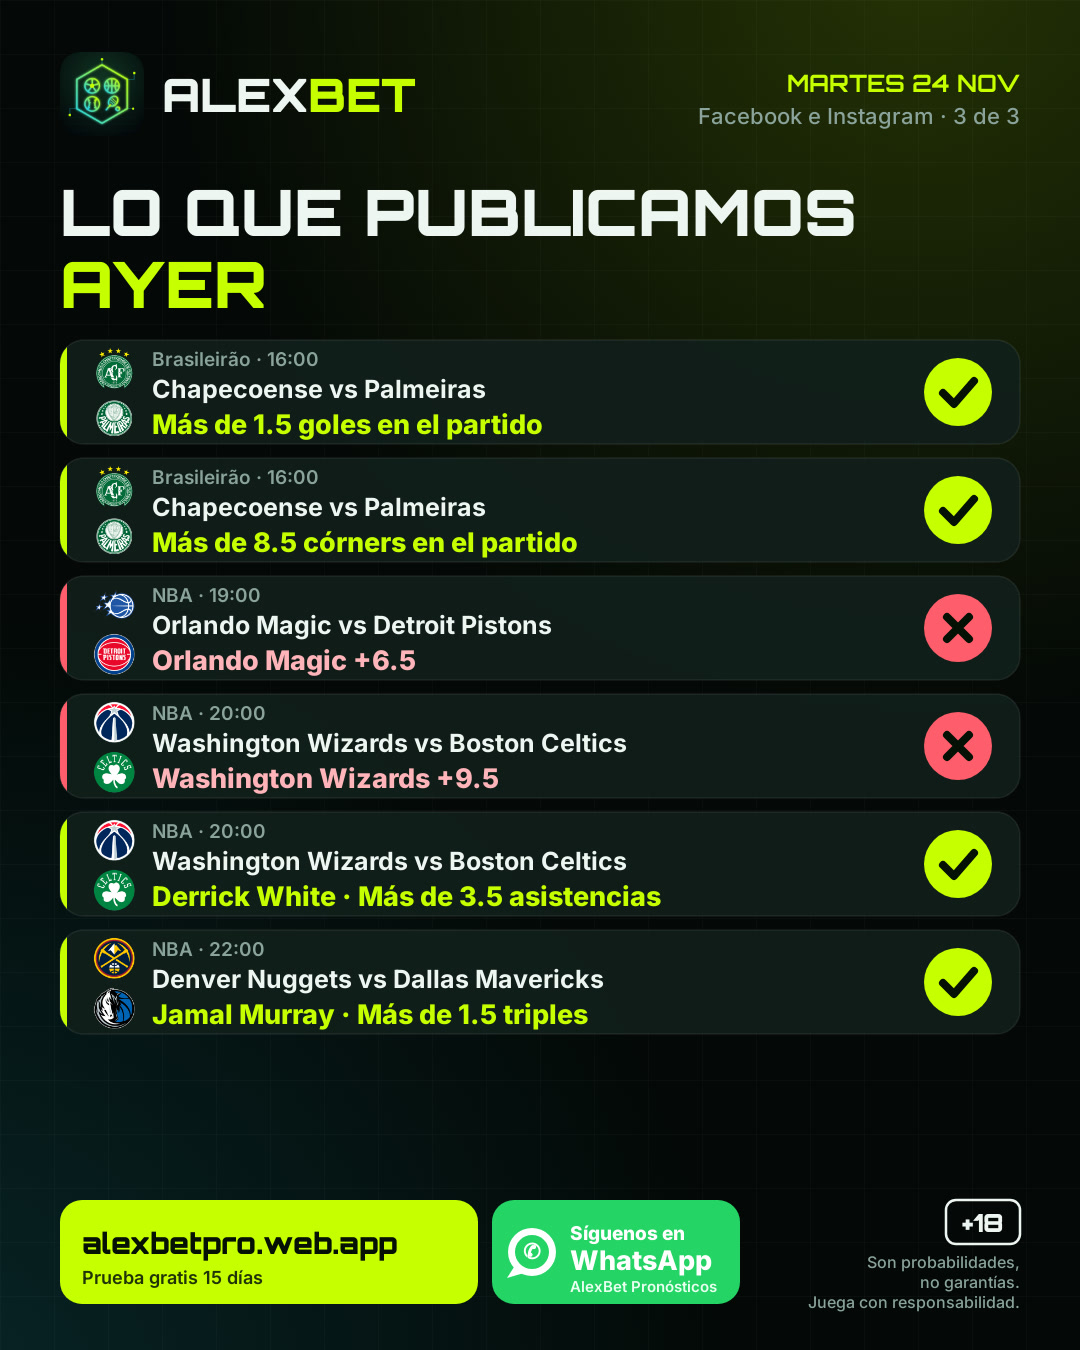 ALEXBET
MARTES 24 NOV
Facebook e Instagram · 3 de 3
LO QUE PUBLICAMOS
AYER
Brasileirão · 16:00
Chapecoense vs Palmeiras
Más de 1.5 goles en el partido
Brasileirão · 16:00
Chapecoense vs Palmeiras
Más de 8.5 córners en el partido
NBA · 19:00
Orlando Magic vs Detroit Pistons
Orlando Magic +6.5
NBA · 20:00
Washington Wizards vs Boston Celtics
Washington Wizards +9.5
NBA · 20:00
Washington Wizards vs Boston Celtics
Derrick White · Más de 3.5 asistencias
NBA · 22:00
Denver Nuggets vs Dallas Mavericks
Jamal Murray · Más de 1.5 triples
alexbetpro.web.app
Prueba gratis 15 días
Síguenos en
WhatsApp
AlexBet Pronósticos
+18
Son probabilidades,
no garantías.
Juega con responsabilidad.